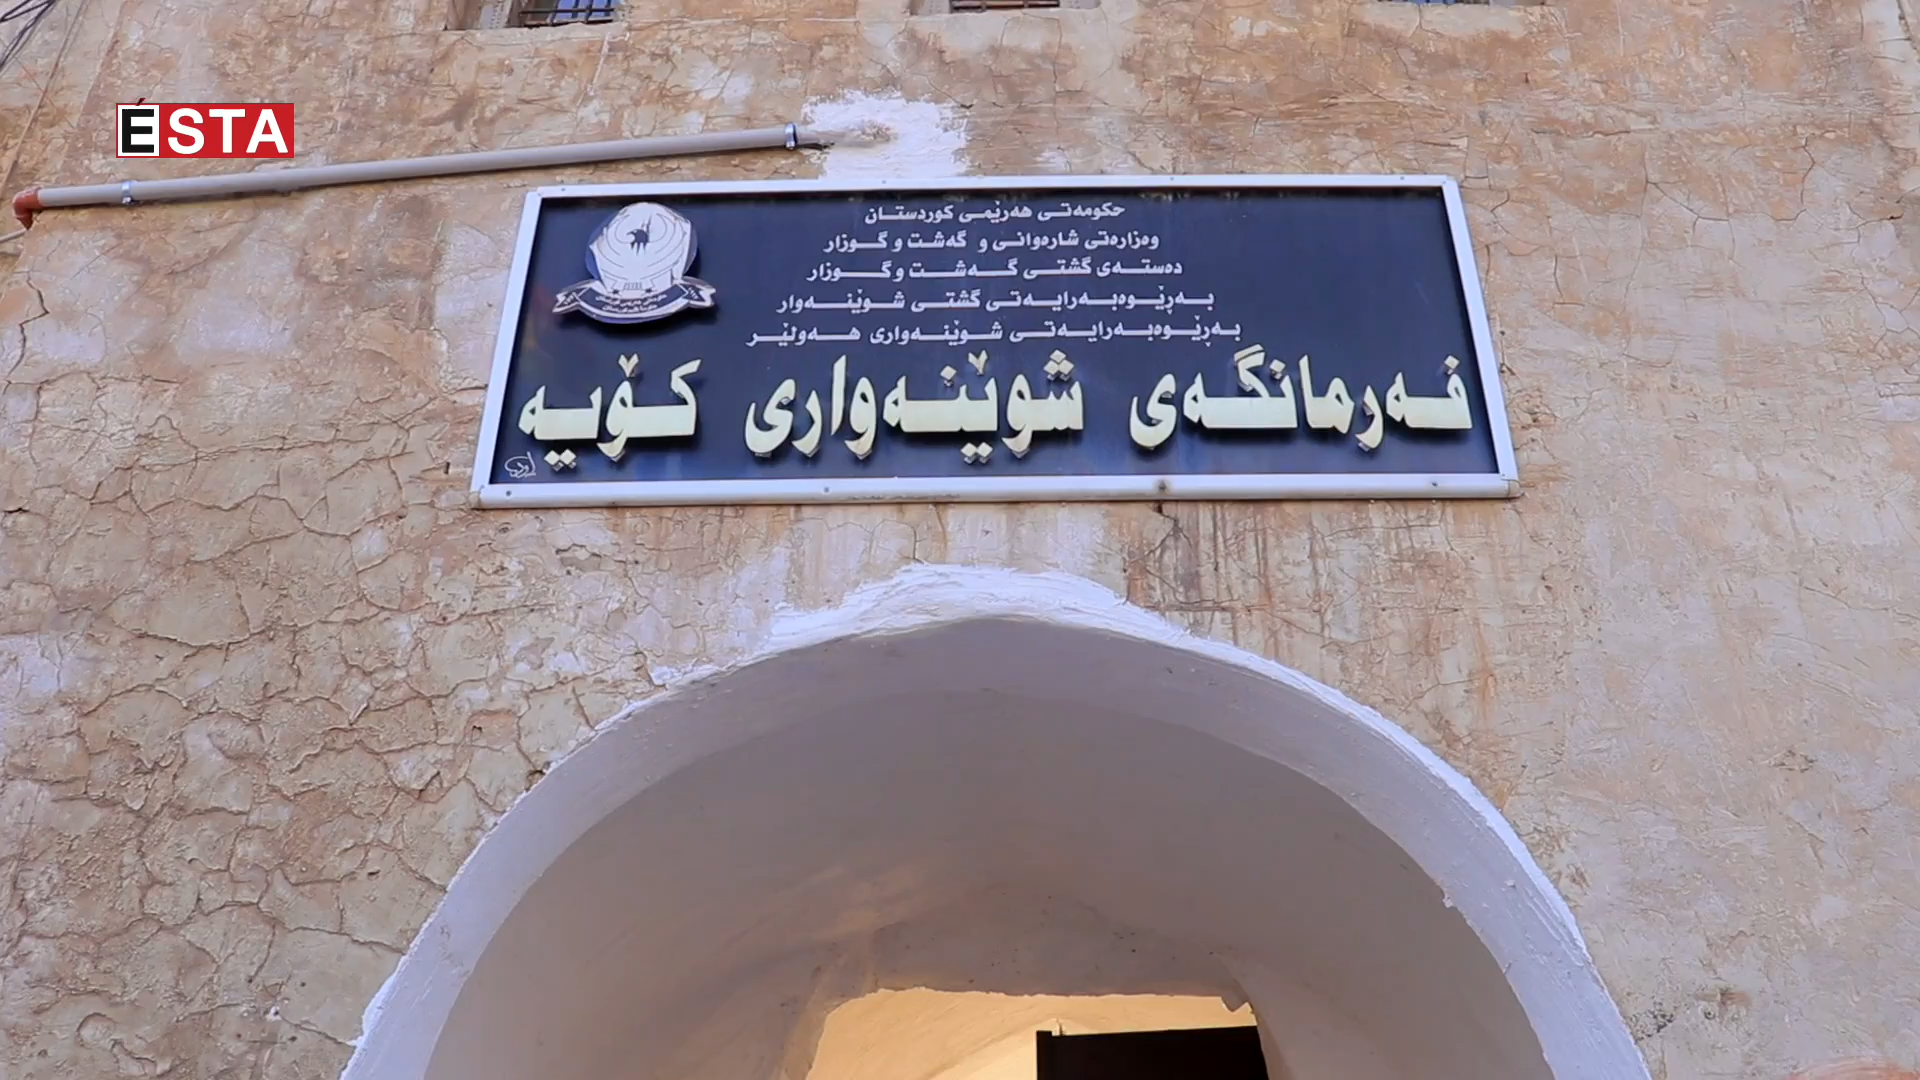 ÉSTA
حکومەتی هەرێمی کوردستان
وەزارەتی شارەوانی و گەشت و گوزار
دەستەی گشتی گەشت و گوزار
بەڕێوەبەرایەتی گشتی شوێنەوار
بەڕێوەبەرایەتی شوێنەواری هەولێر
فەرمانگەی شوێنەواری کۆیە